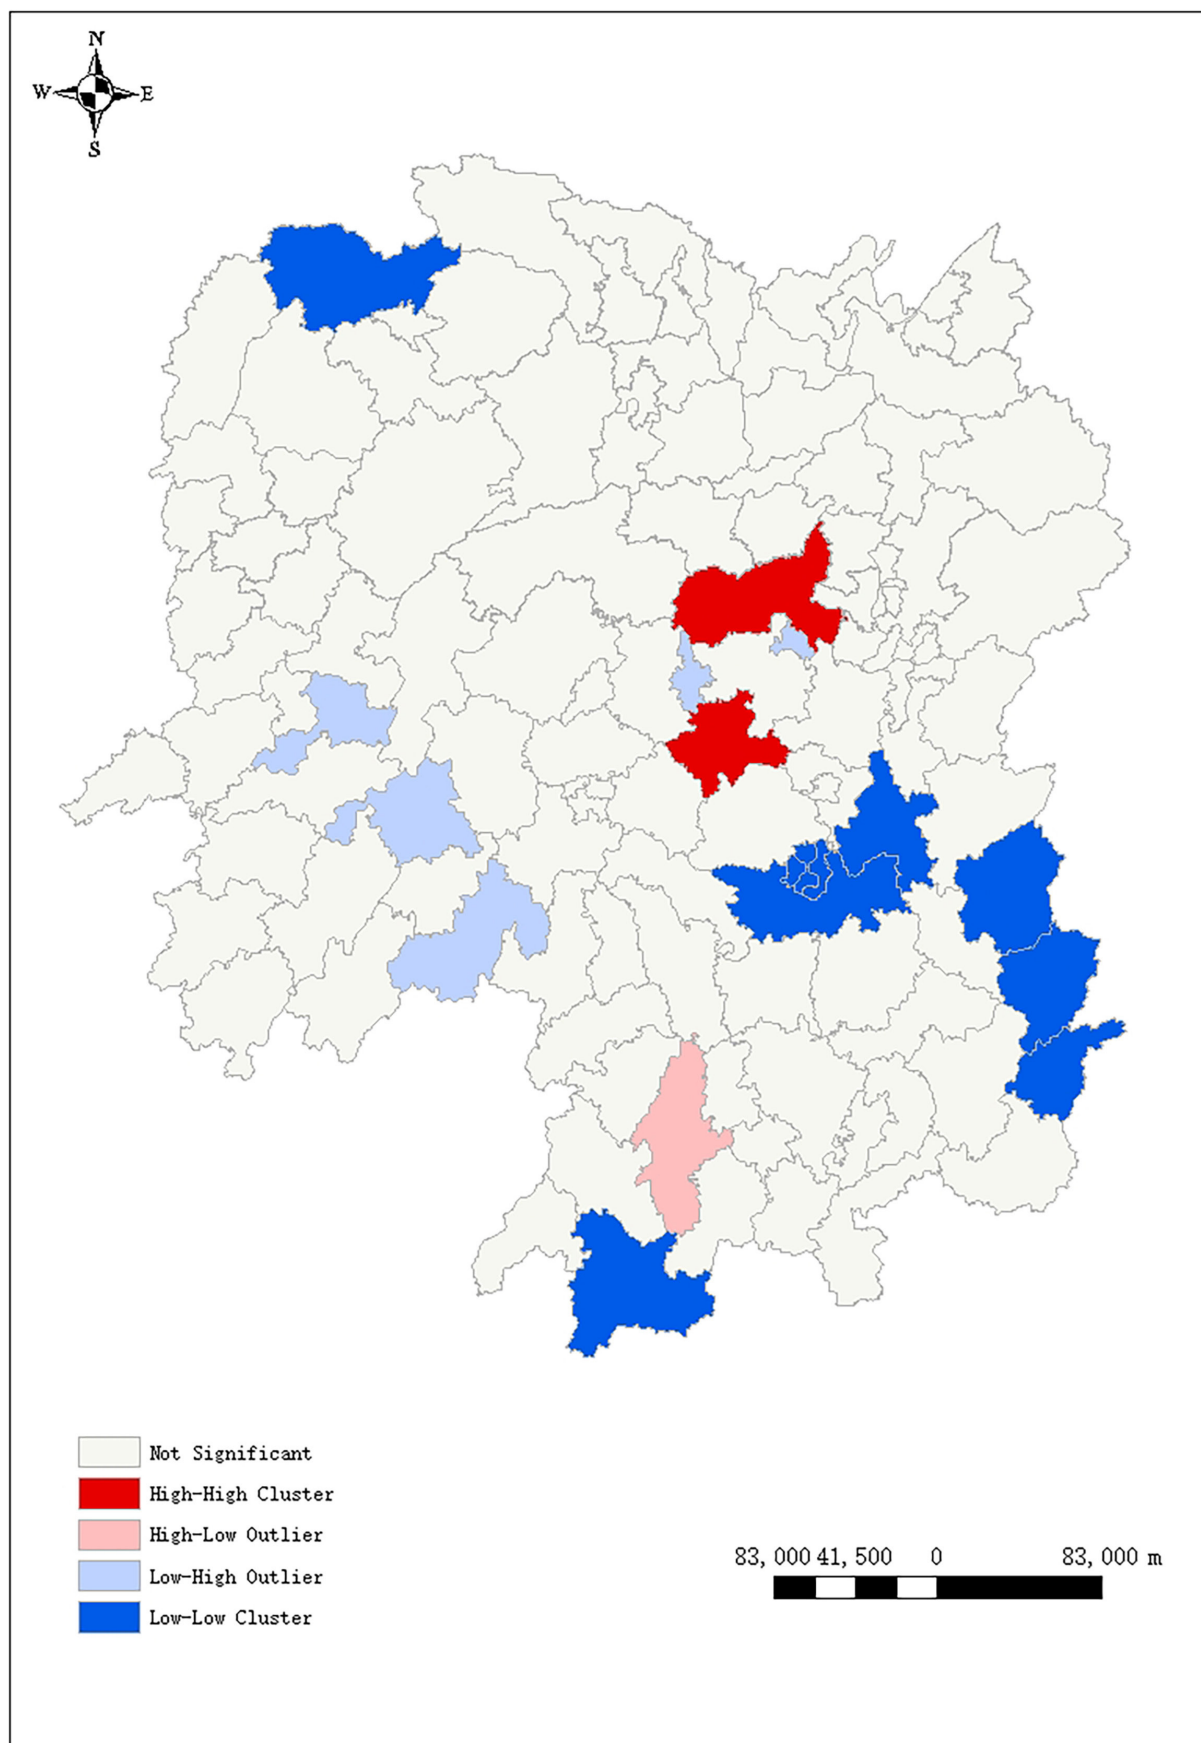 N
W E
S
Not Significant
High-High Cluster
High-Low Outlier
Low-High Outlier
Low-Low Cluster
83,000 41,500 0 83,000 m